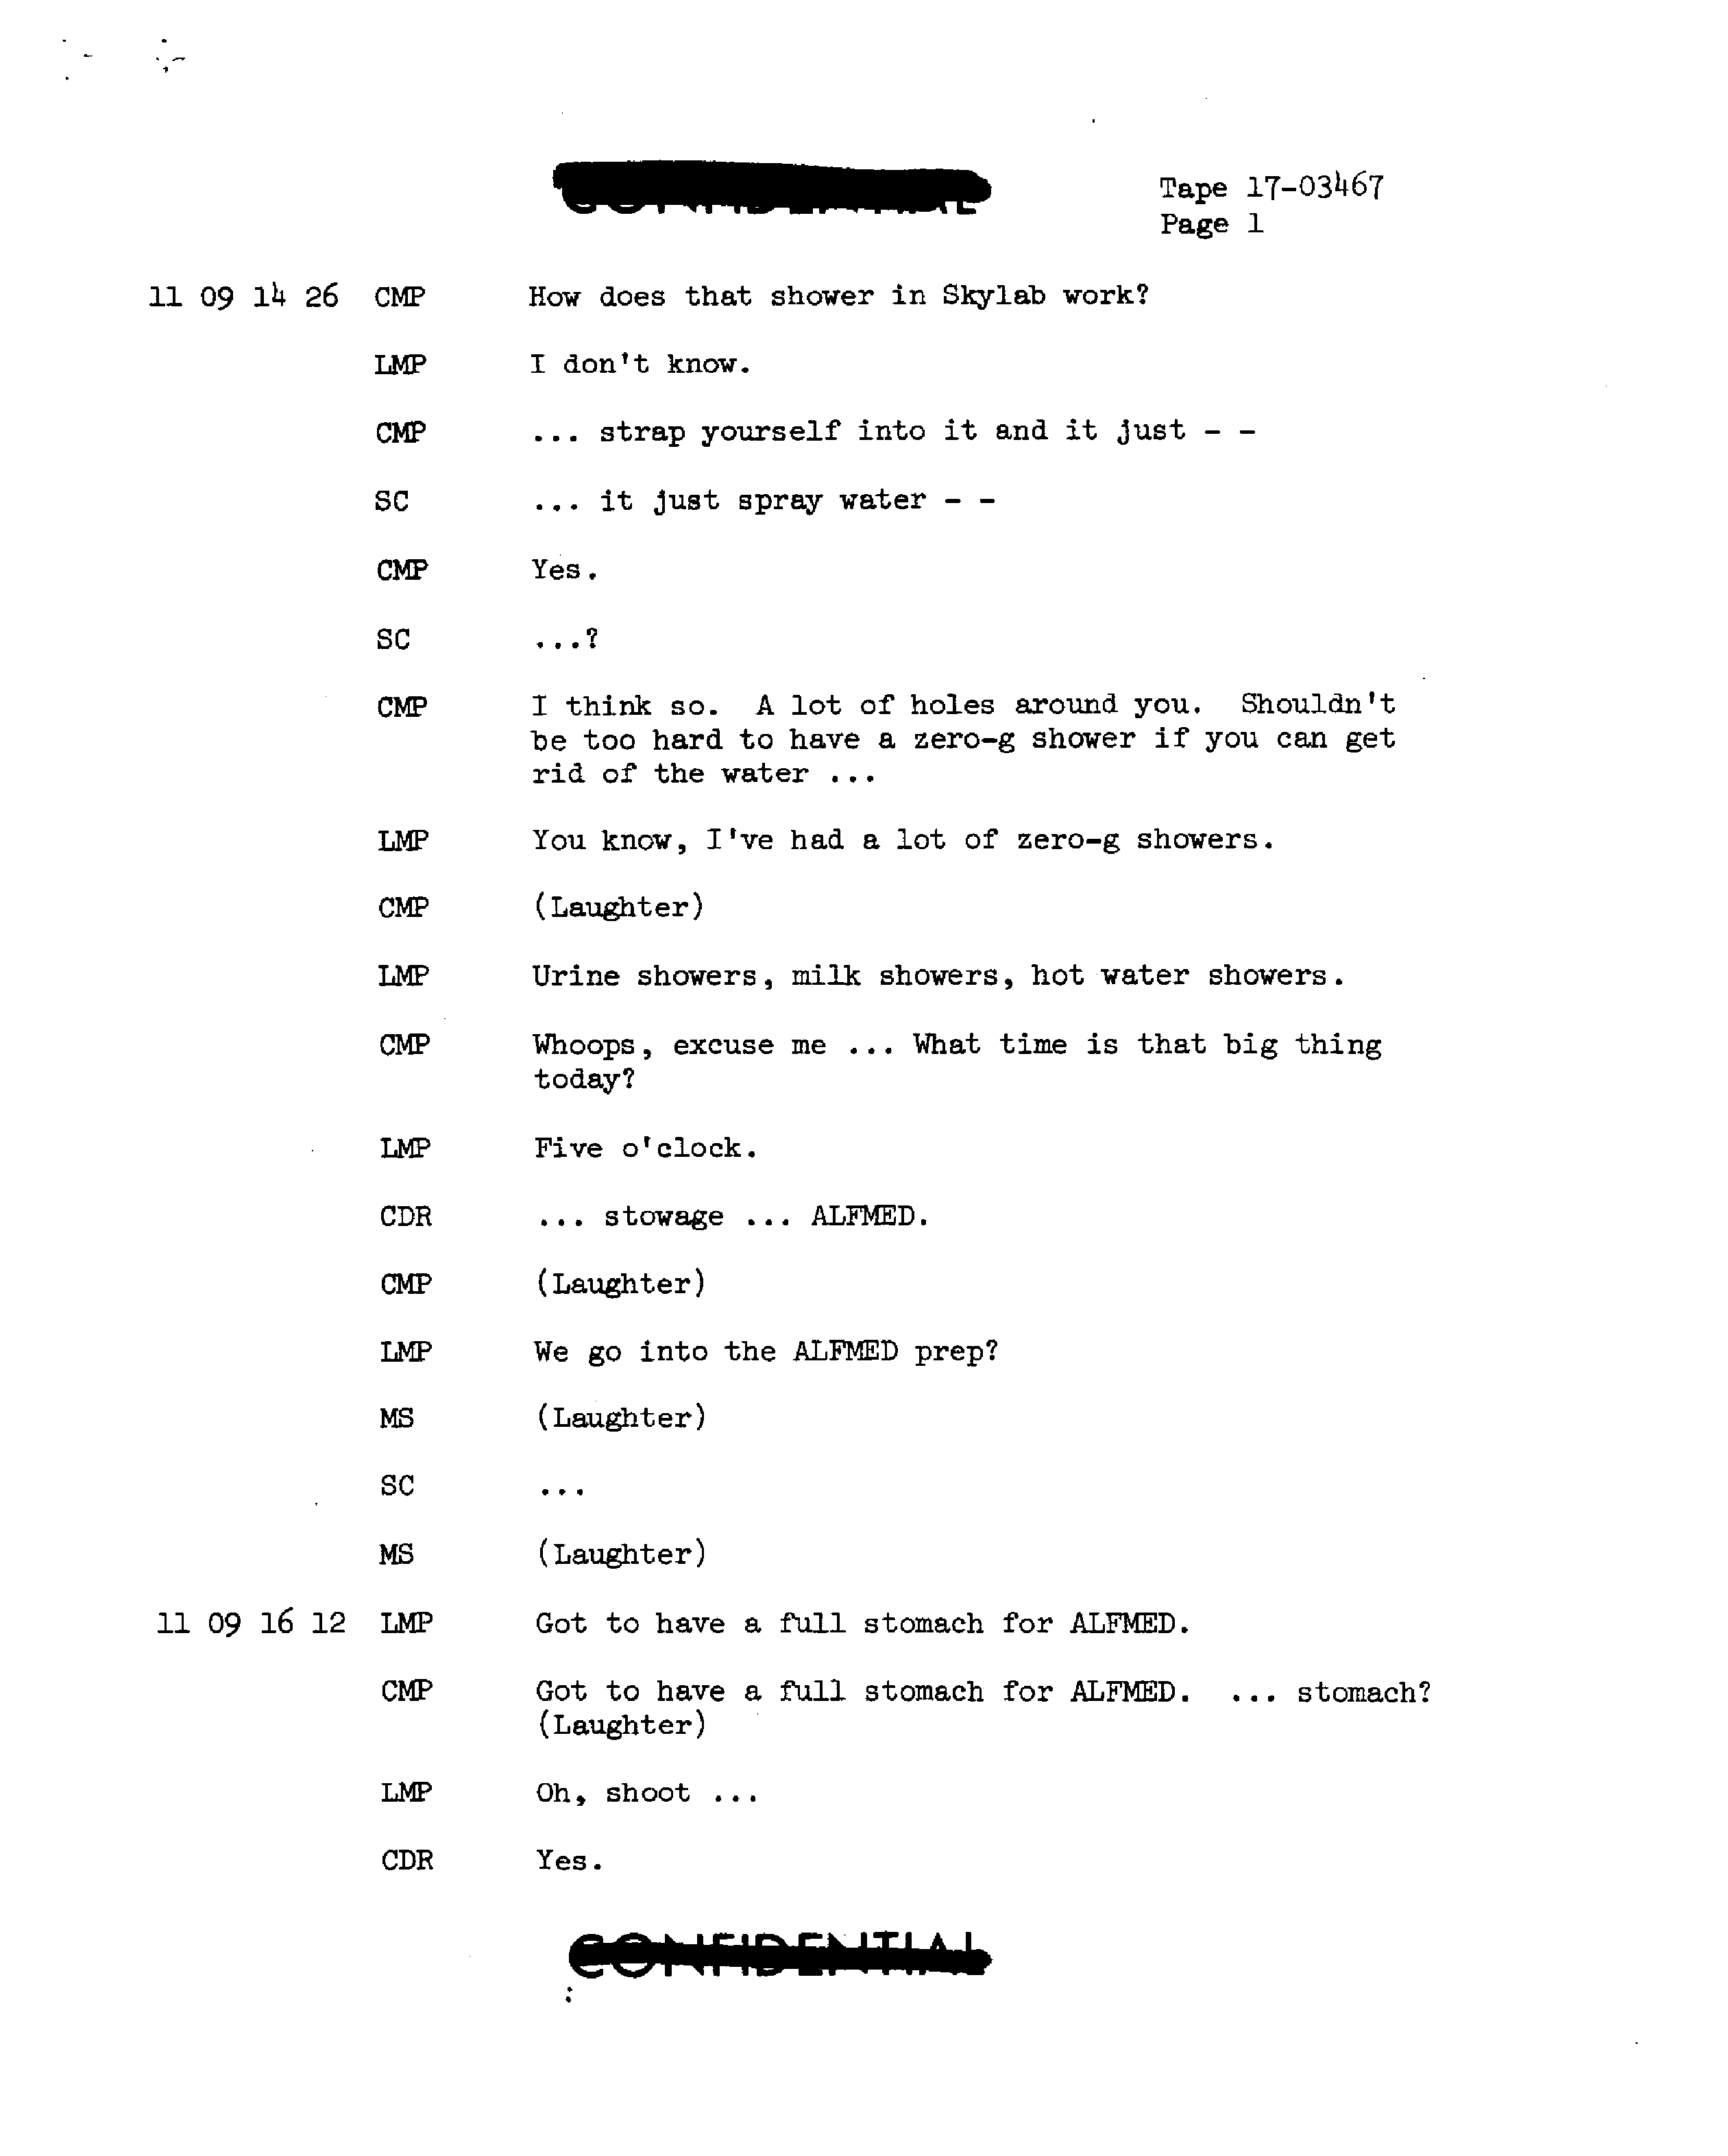 CONFIDENTIAL
Tape 17-03467
Page 1
11 09 14 26 CMP How does that shower in Skylab work?
LMP I don't know.
CMP ... strap yourself into it and it just - -
SC ... it just spray water - -
CMP Yes.
SC ...?
CMP I think so. A lot of holes around you. Shouldn't
be too hard to have a zero-g shower if you can get
rid of the water ...
LMP You know, I've had a lot of zero-g showers.
CMP (Laughter)
LMP Urine showers, milk showers, hot water showers.
CMP Whoops, excuse me ... What time is that big thing
today?
LMP Five o'clock.
CDR ... stowage ... ALFMED.
CMP (Laughter)
LMP We go into the ALFMED prep?
MS (Laughter)
SC ...
MS (Laughter)
11 09 16 12 LMP Got to have a full stomach for ALFMED.
CMP Got to have a full stomach for ALFMED. ... stomach?
(Laughter)
LMP Oh, shoot ...
CDR Yes.
CONFIDENTIAL